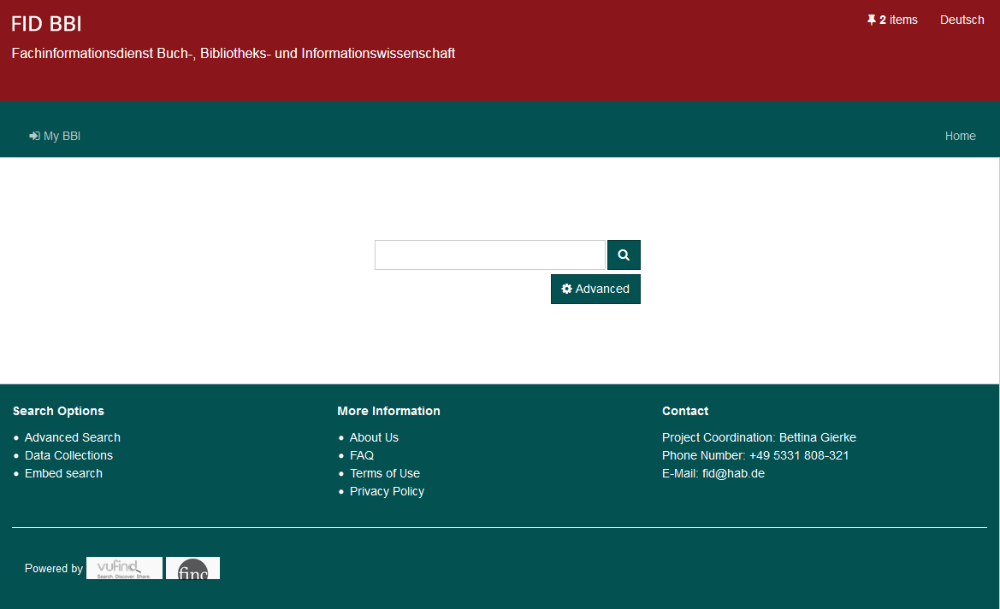 FID BBI
2 items
Deutsch
Fachinformationsdienst Buch-, Bibliotheks- und Informationswissenschaft
My BBI
Home
Advanced
Search Options
Advanced Search
Data Collections
Embed search
More Information
About Us
FAQ
Terms of Use
Privacy Policy
Contact
Project Coordination: Bettina Gierke
Phone Number: +49 5331 808-321
E-Mail: fid@hab.de
Powered by
vufind
Search. Discover. Share.
finc